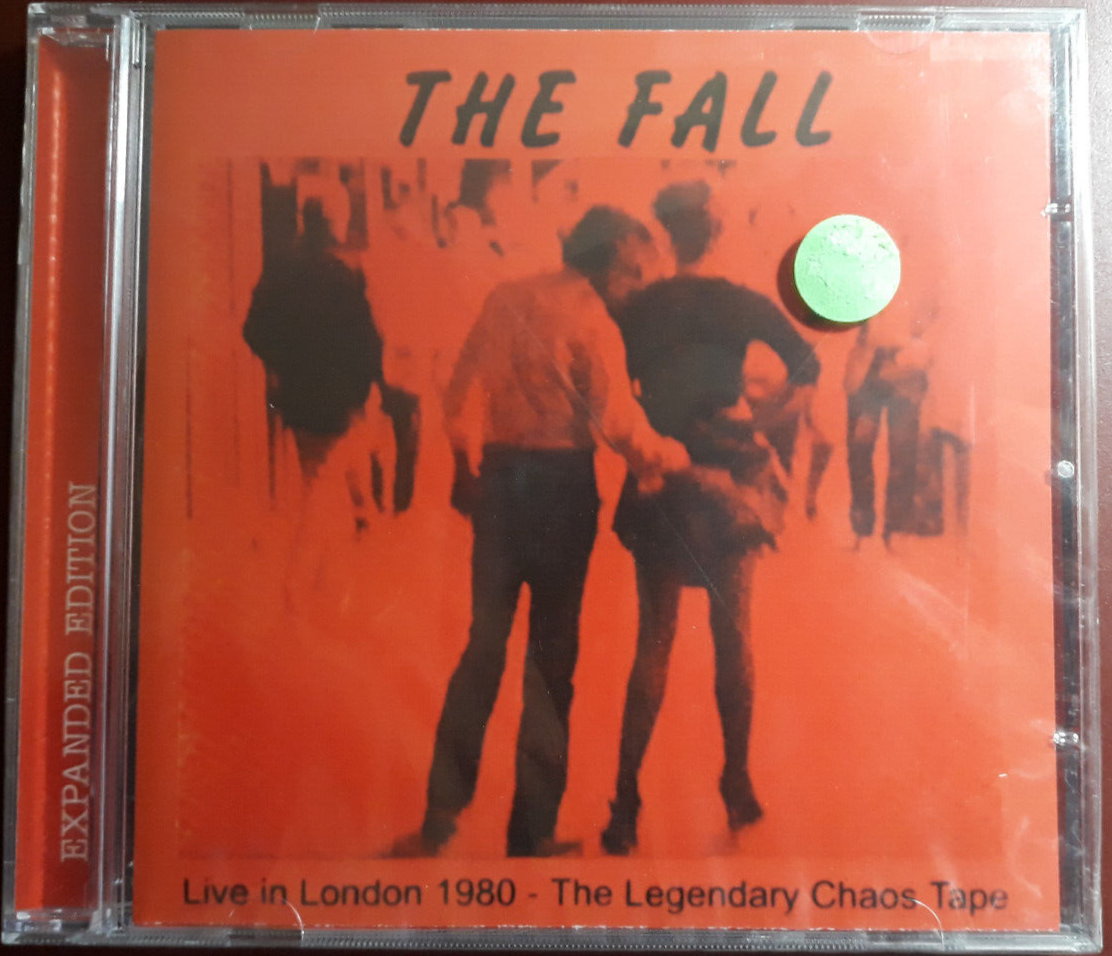 THE FALL
EXPANDED EDITION
Live in London 1980 - The Legendary Chaos Tape